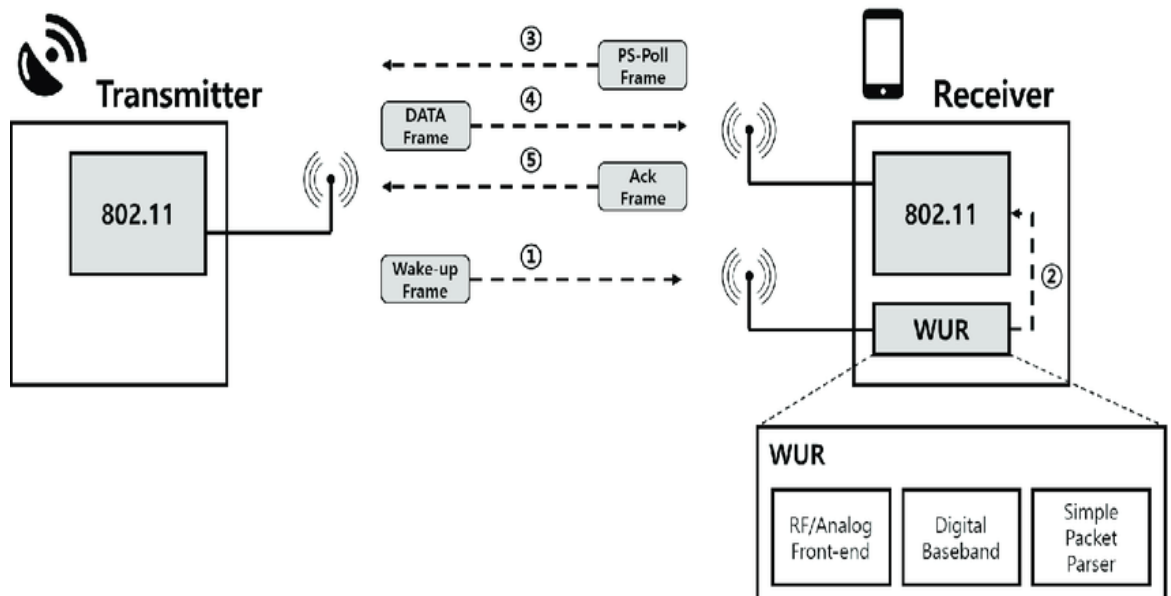 ③
PS-Poll
Frame
Transmitter
Receiver
④
DATA
Frame
⑤
Ack
Frame
802.11
802.11
①
Wake-up
Frame
②
WUR
WUR
RF/Analog
Front-end
Digital
Baseband
Simple
Packet
Parser